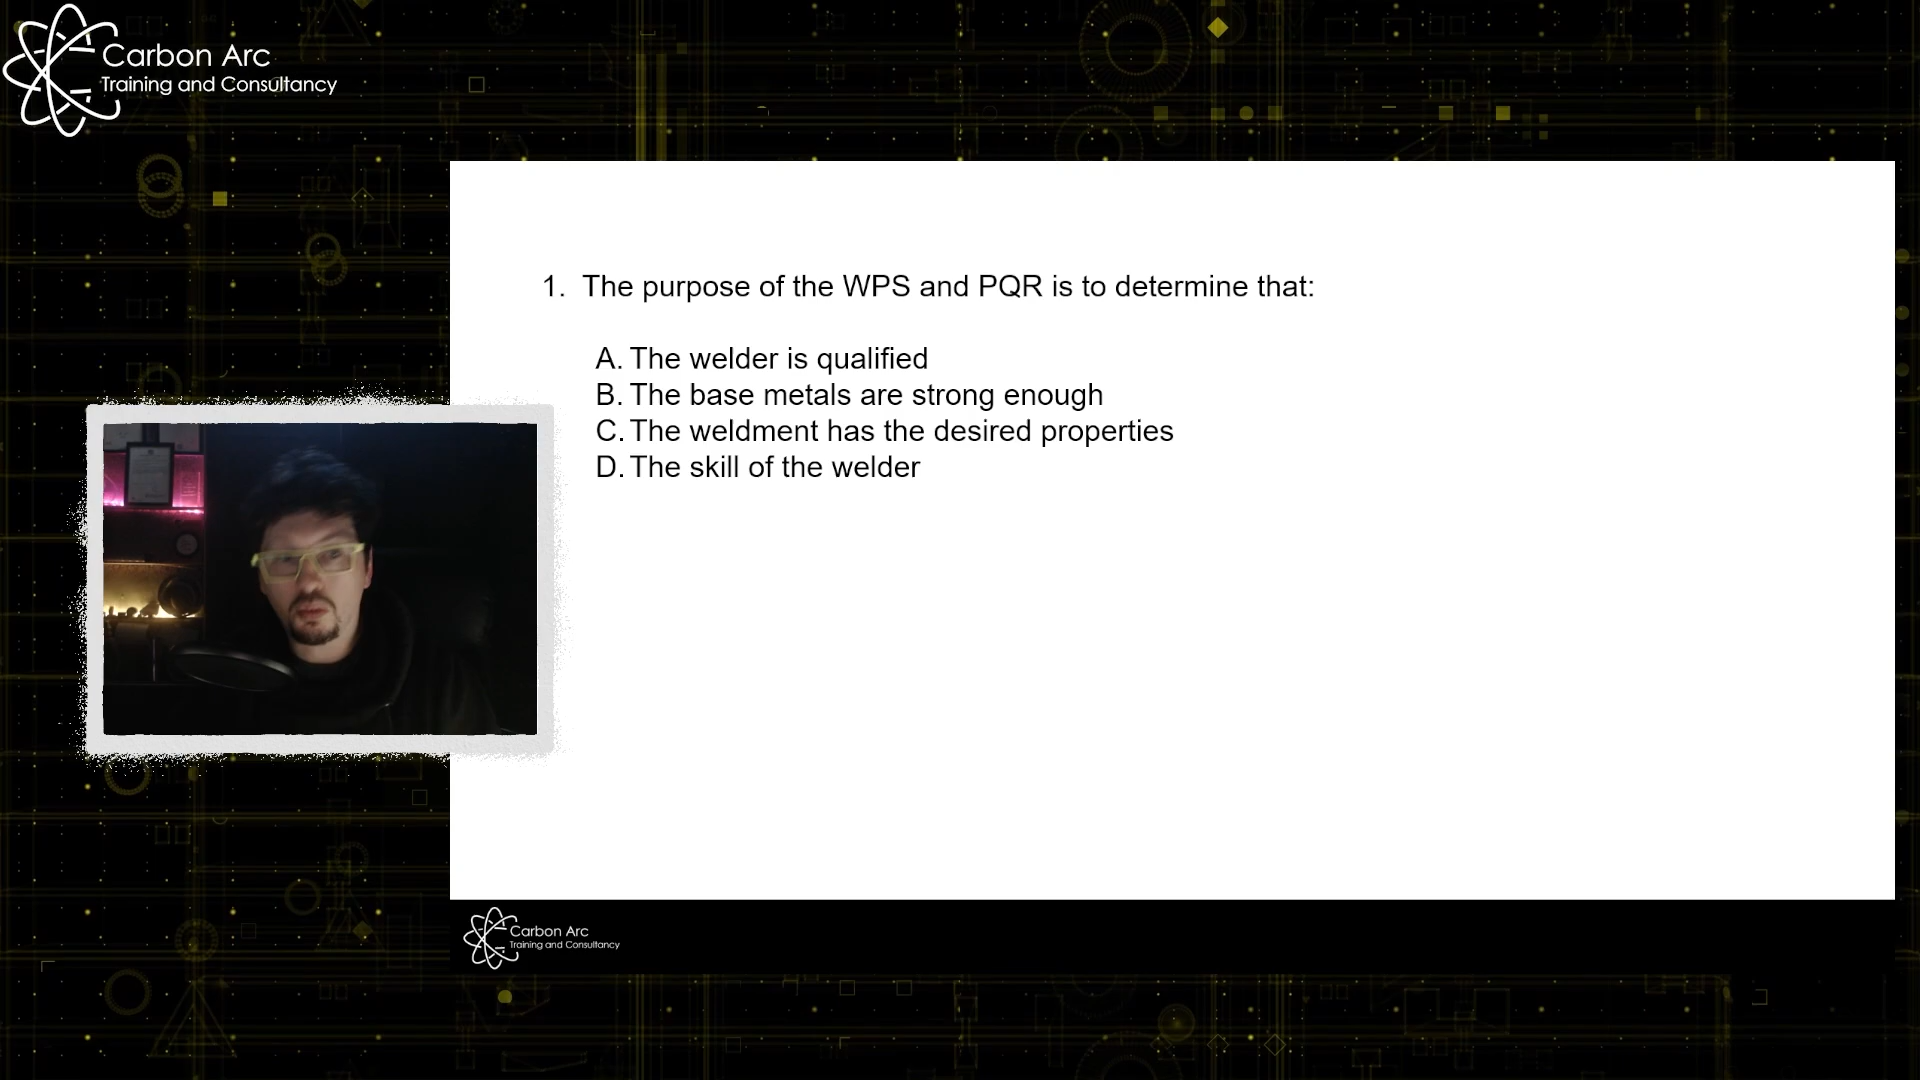 Carbon Arc
Training and Consultancy
1. The purpose of the WPS and PQR is to determine that:
A. The welder is qualified
B. The base metals are strong enough
C. The weldment has the desired properties
D. The skill of the welder
Carbon Arc
Training and Consultancy